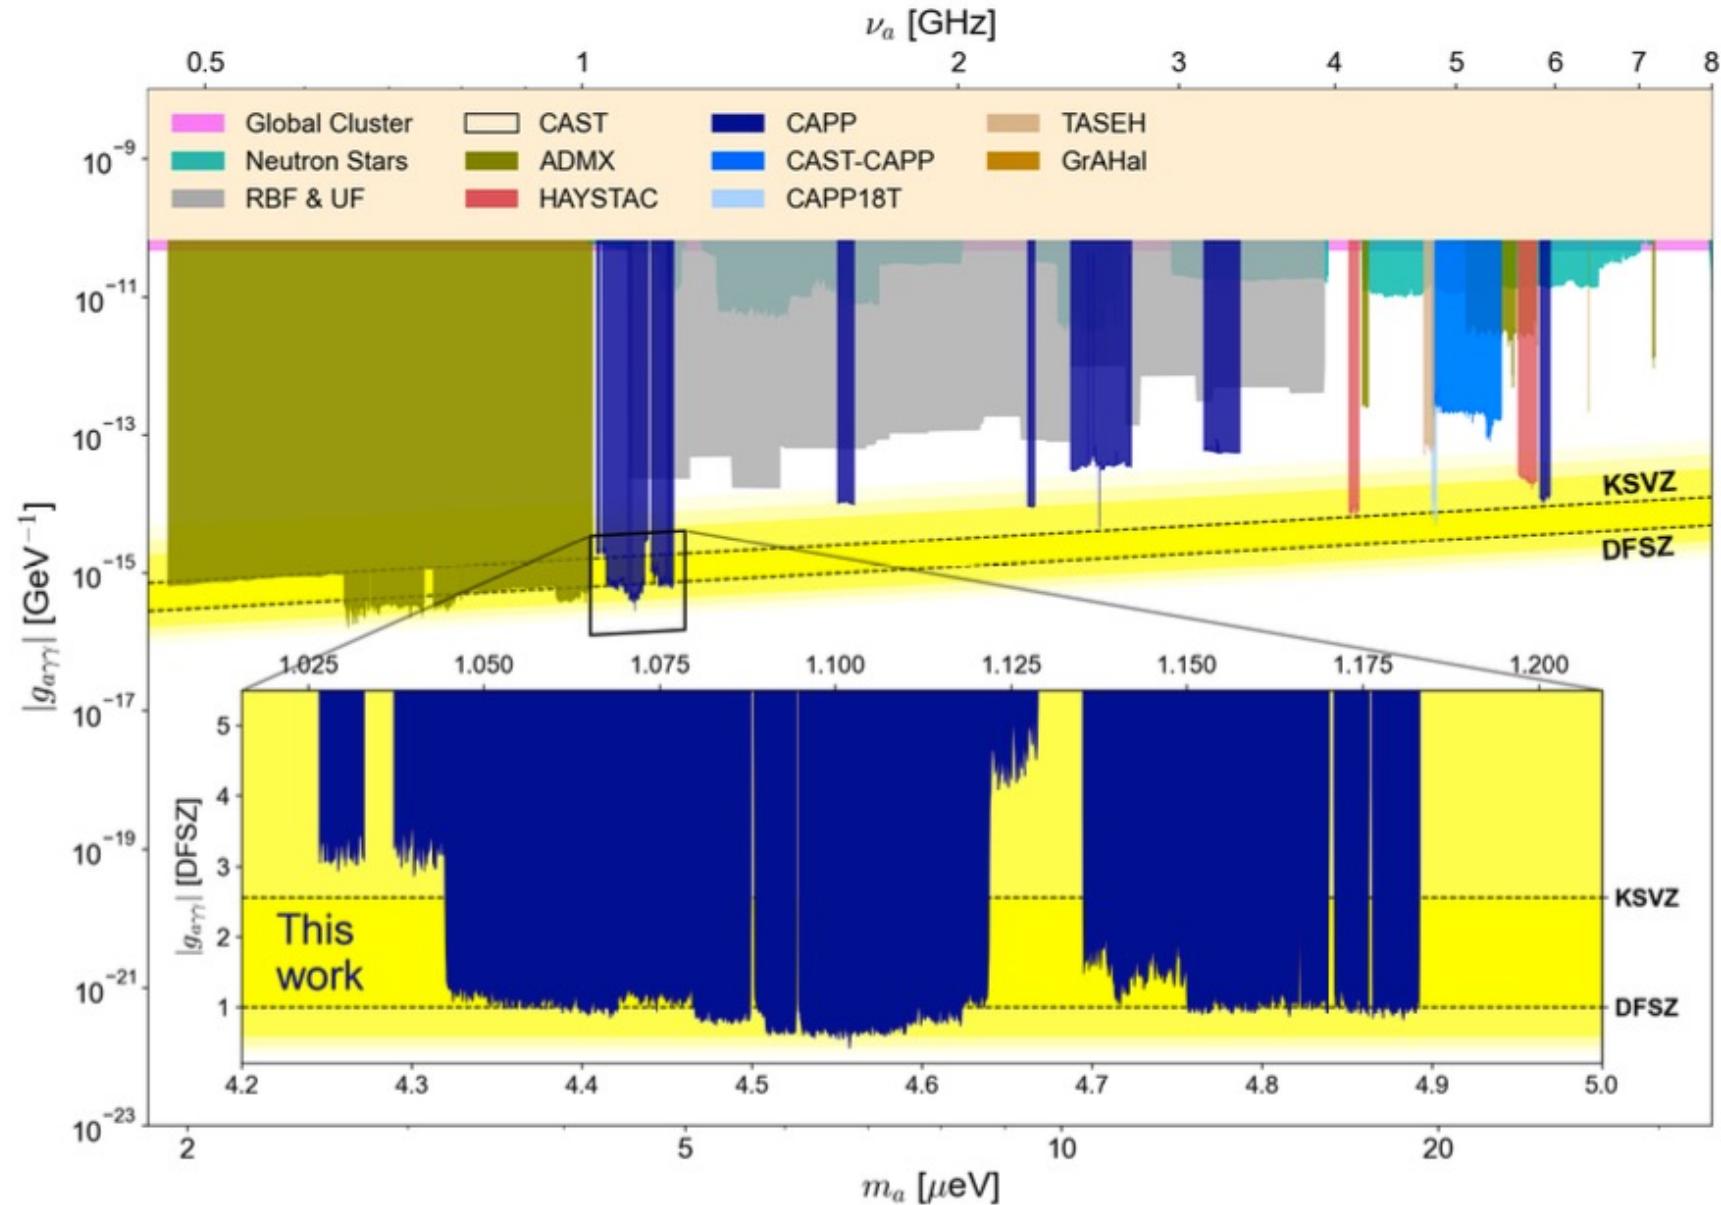 νₐ [GHz]
0.5 1 2 3 4 5 6 7 8
Global Cluster CAST CAPP TASEH
Neutron Stars ADMX CAST-CAPP GrAHal
RBF & UF HAYSTAC CAPP18T
10⁻⁹
10⁻¹¹
10⁻¹³
10⁻¹⁵
10⁻¹⁷
10⁻¹⁹
10⁻²¹
10⁻²³
|g_aγγ| [GeV⁻¹]
KSVZ
DFSZ
1.025 1.050 1.075 1.100 1.125 1.150 1.175 1.200
5
4
3
2
1
|g_aγγ| [DFSZ]
This
work
KSVZ
DFSZ
4.2 4.3 4.4 4.5 4.6 4.7 4.8 4.9 5.0
2 5 10 20
mₐ [μeV]